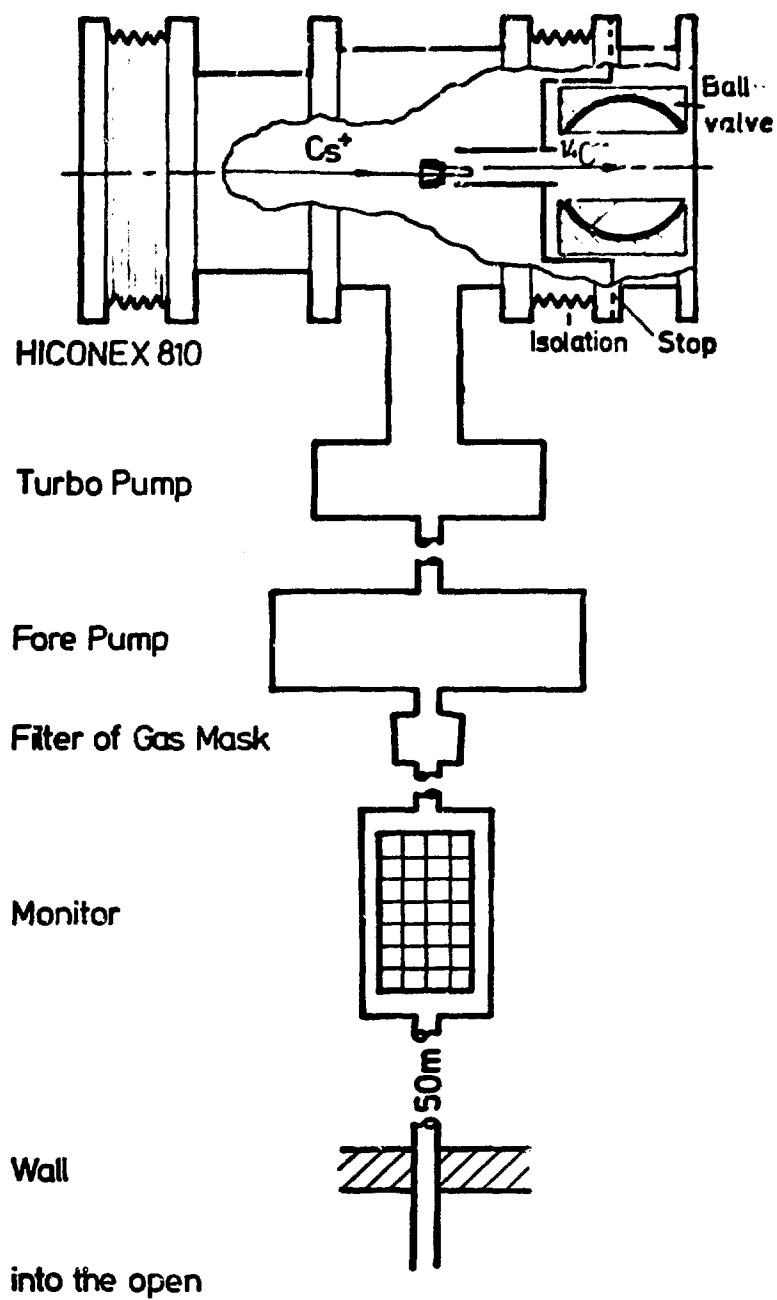 Ball
valve
Cs⁺
¹⁴C⁻
Isolation
Stop
HICONEX 810
Turbo Pump
Fore Pump
Filter of Gas Mask
Monitor
50m
Wall
into the open